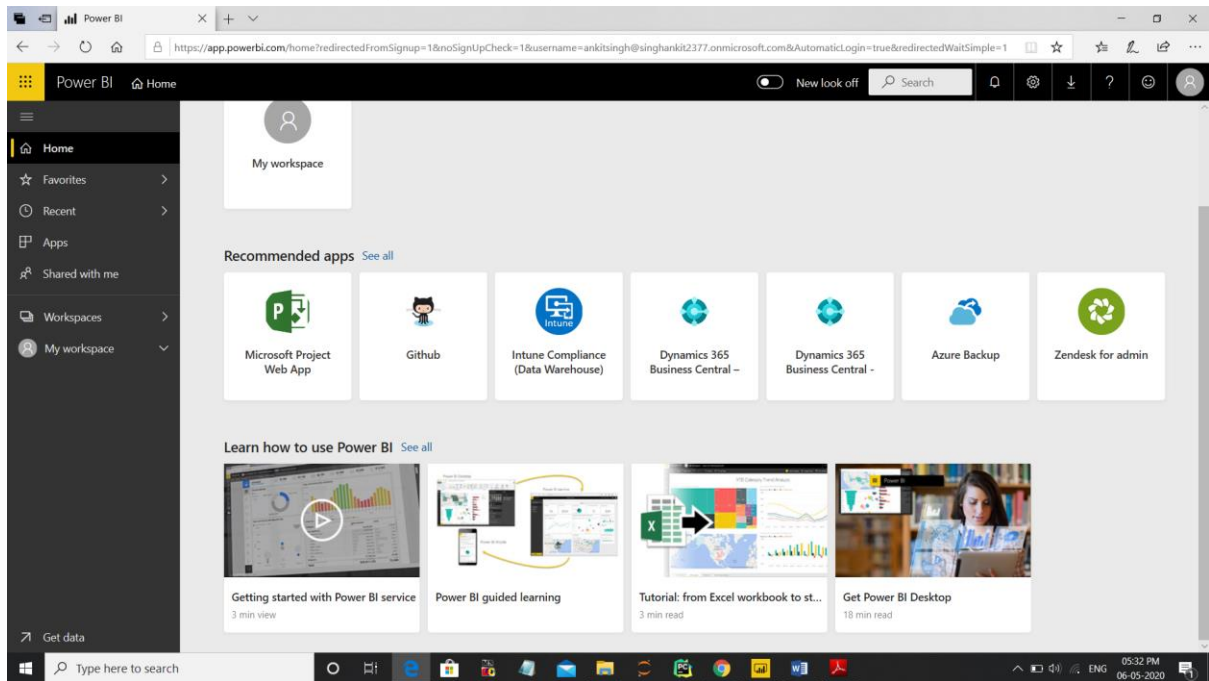 Power BI
https://app.powerbi.com/home?redirectedFromSignup=1&noSignUpCheck=1&username=ankitsingh@singhankit2377.onmicrosoft.com&AutomaticLogin=true&redirectedWaitSimple=1
Power BI Home
New look off
Search
Home
Favorites
Recent
Apps
Shared with me
Workspaces
My workspace
Get data
My workspace
Recommended apps See all
Microsoft Project
Web App
Github
Intune
Intune Compliance
(Data Warehouse)
Dynamics 365
Business Central –
Dynamics 365
Business Central -
Azure Backup
Zendesk for admin
Learn how to use Power BI See all
Getting started with Power BI service
3 min view
Power BI guided learning
Tutorial: from Excel workbook to st...
3 min read
Power BI
Get Power BI Desktop
18 min read
Type here to search
ENG
05:32 PM
06-05-2020